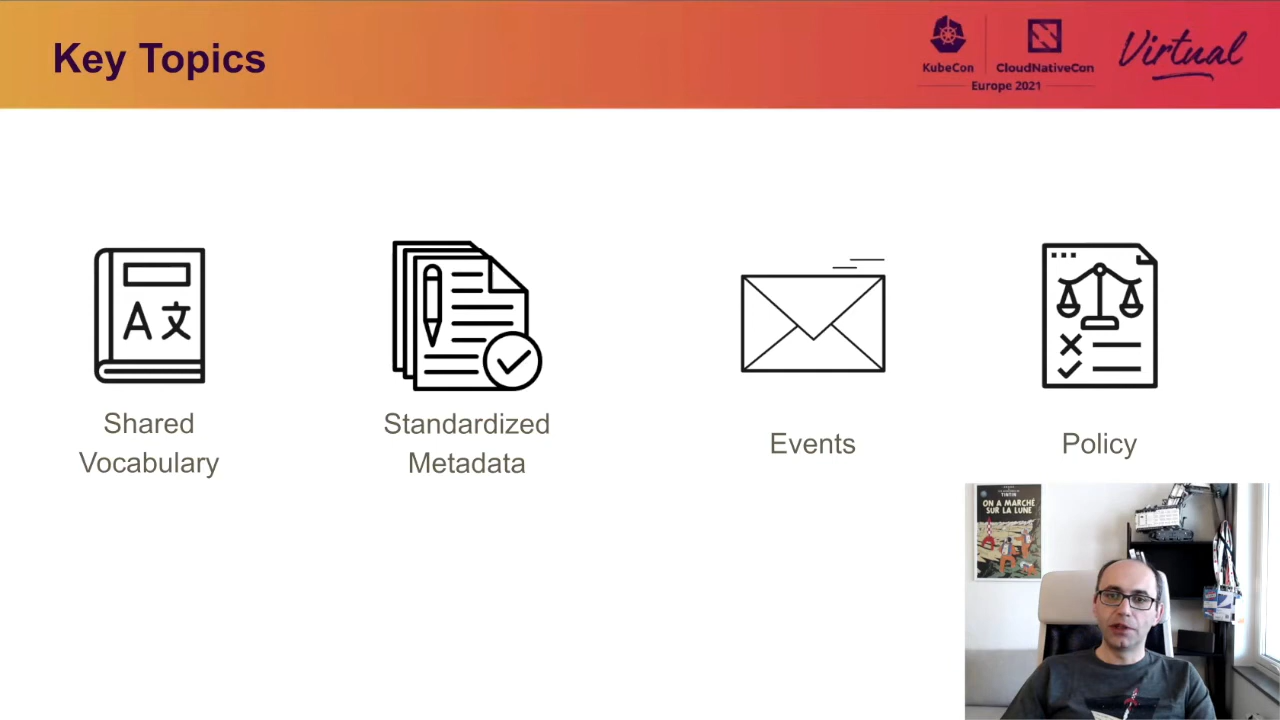 Key Topics
KubeCon
CloudNativeCon
Europe 2021
Virtual
A 文
Shared
Vocabulary
Standardized
Metadata
Events
Policy
TINTIN
ON A MARCHÉ
SUR LA LUNE